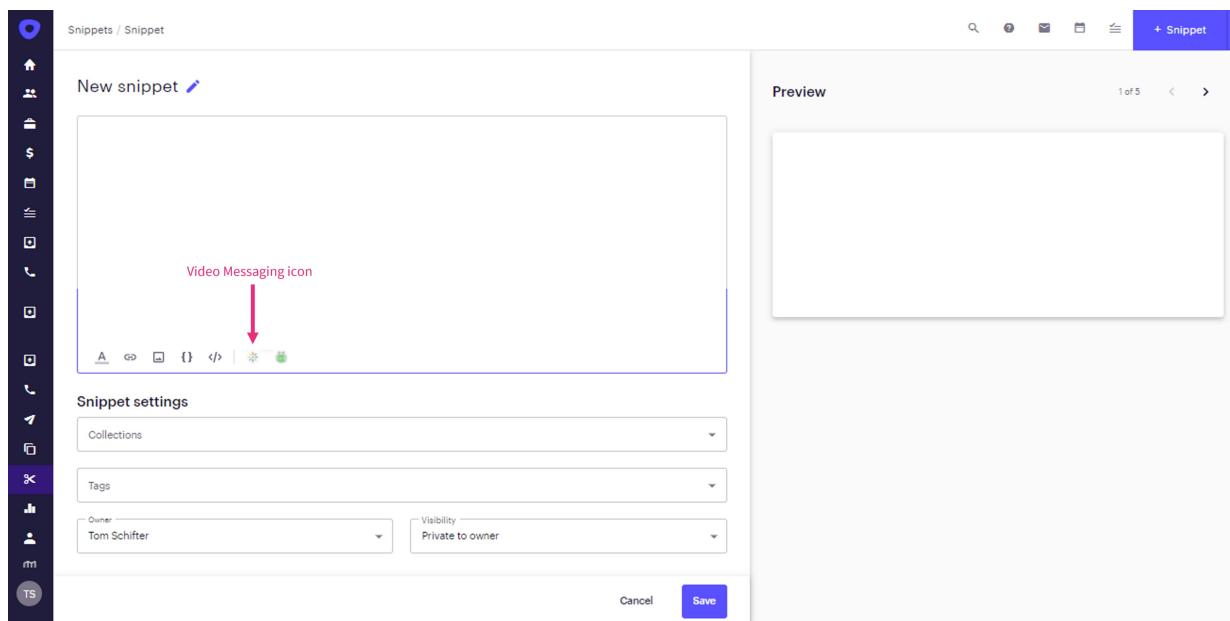 Snippets / Snippet
+ Snippet
New snippet
Preview
1 of 5
Video Messaging icon
A
{}
</>
Snippet settings
Collections
Tags
Owner
Tom Schifter
Visibility
Private to owner
TS
Cancel
Save